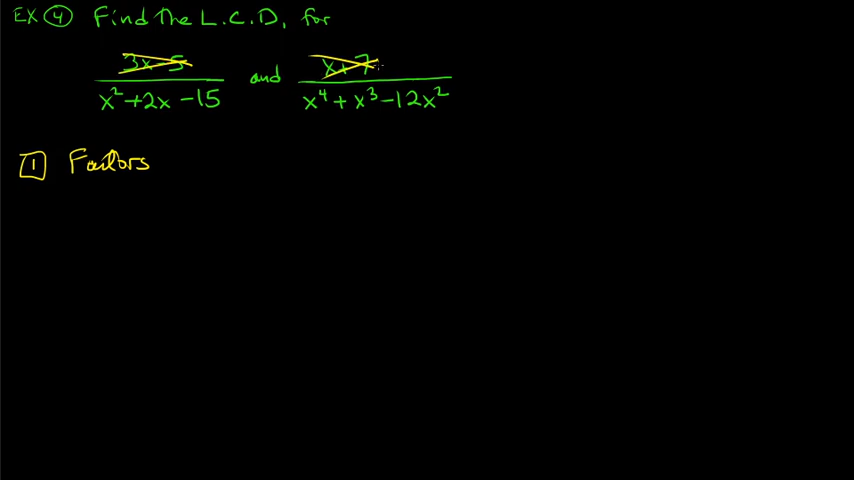 EX ④ Find the L.C.D. for
3x-5 / x²+2x-15 and x+7 / x⁴+x³-12x²
1 Factors